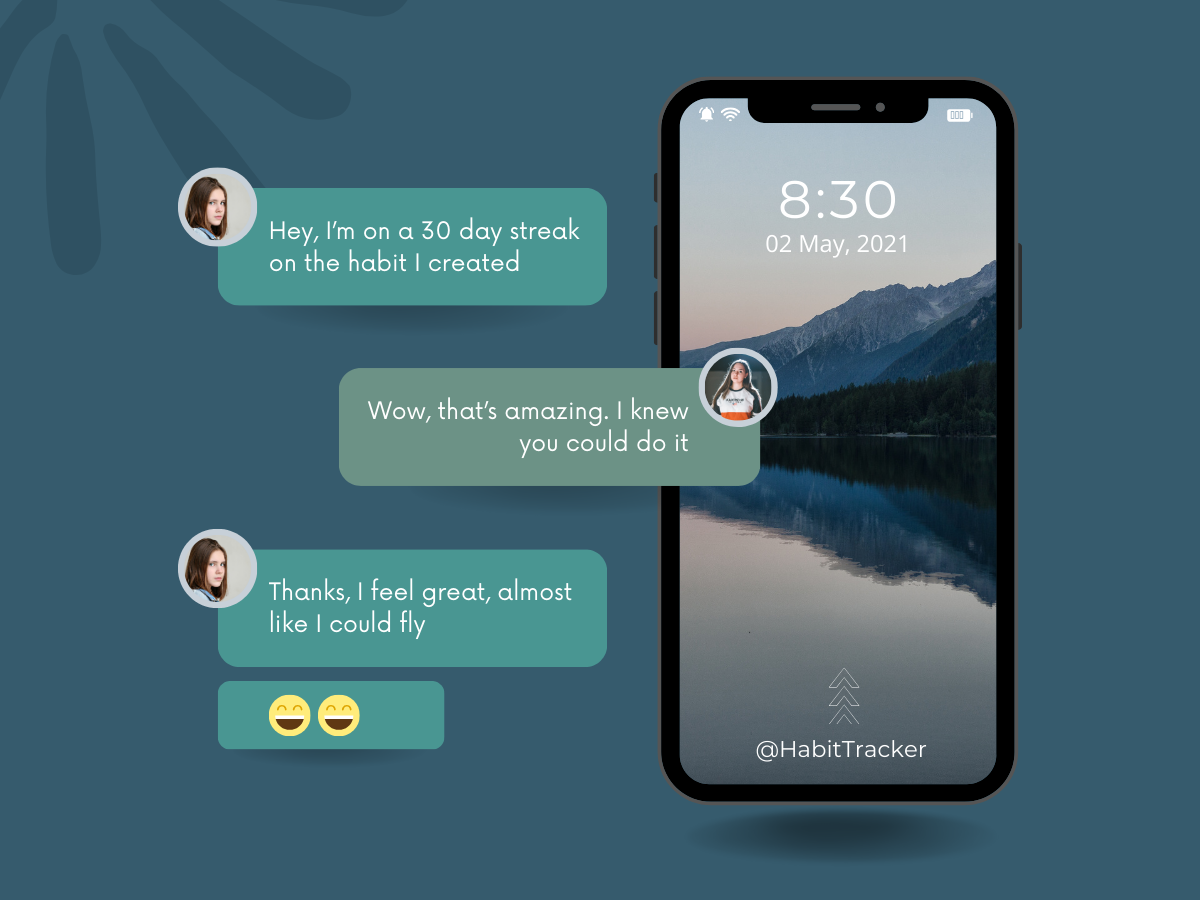 8:30
02 May, 2021
Hey, I'm on a 30 day streak
on the habit I created
Wow, that's amazing. I knew
you could do it
Thanks, I feel great, almost
like I could fly
😄😄
@HabitTracker